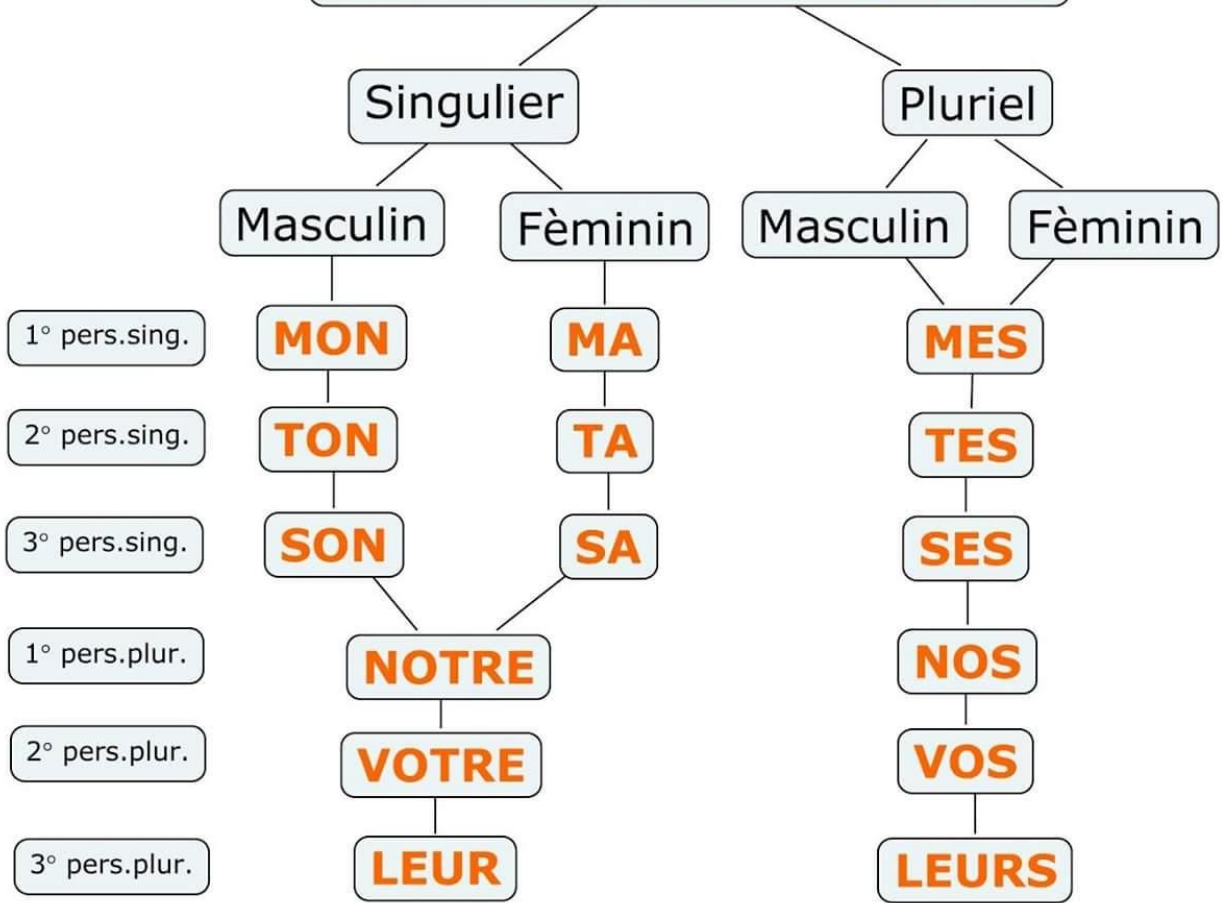 Singulier Pluriel
Masculin Fèminin Masculin Fèminin
1° pers.sing. MON MA MES
2° pers.sing. TON TA TES
3° pers.sing. SON SA SES
1° pers.plur. NOTRE NOS
2° pers.plur. VOTRE VOS
3° pers.plur. LEUR LEURS